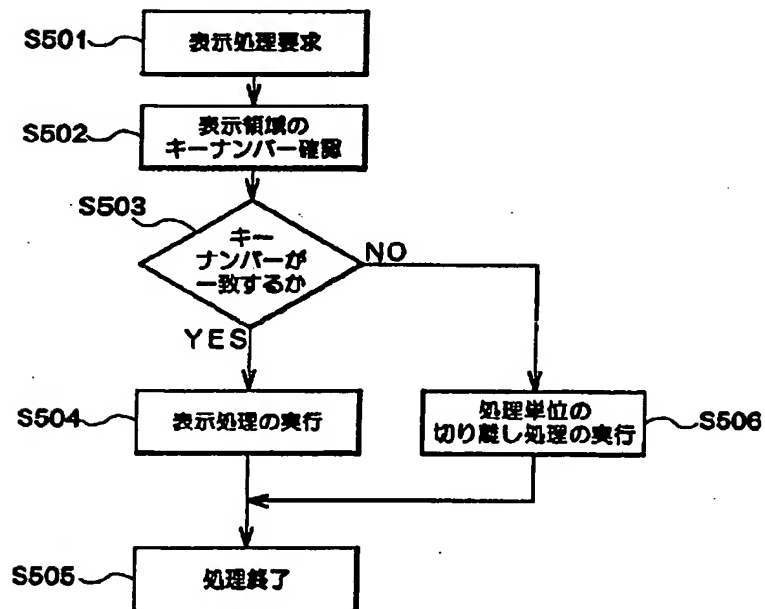 S501
表示処理要求
S502
表示領域の
キーナンバー確認
S503
キー
ナンバーが
一致するか
NO
YES
S504
表示処理の実行
処理単位の
切り離し処理の実行
S506
S505
処理終了